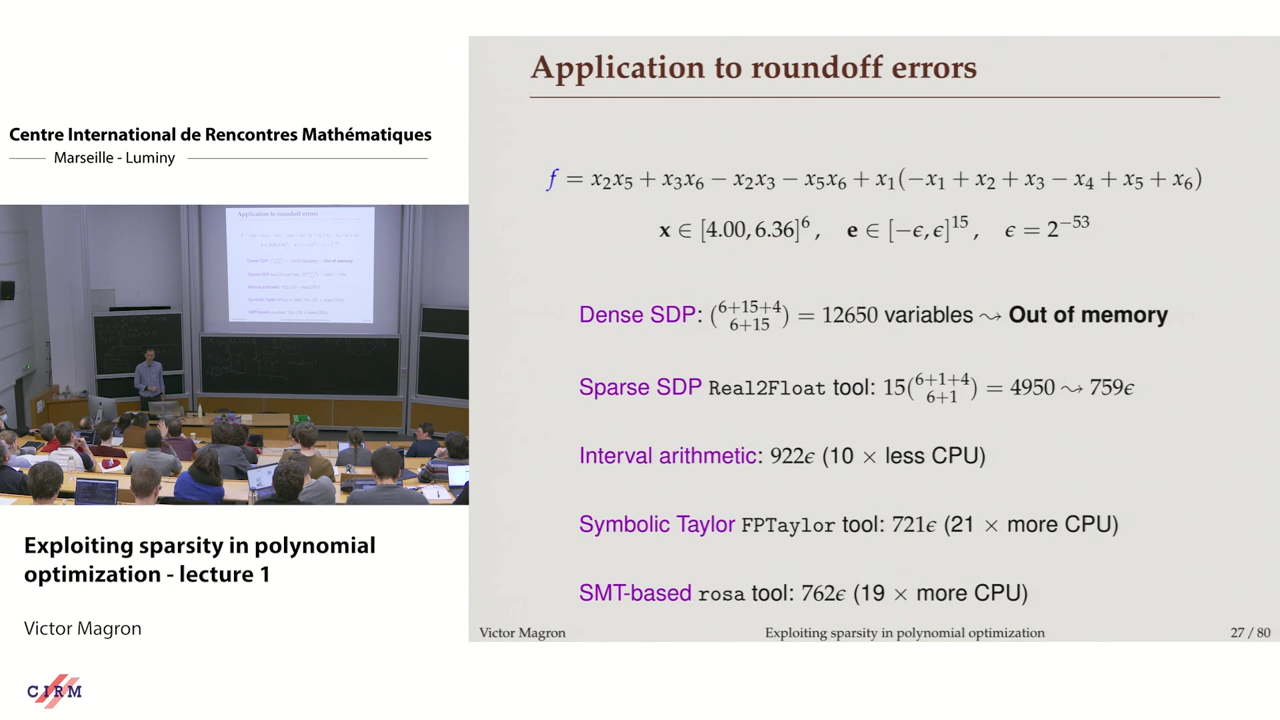 Centre International de Rencontres Mathématiques
Marseille - Luminy
Exploiting sparsity in polynomial
optimization - lecture 1
Victor Magron
CIRM
Application to roundoff errors
f = x₂x₅ + x₃x₆ − x₂x₃ − x₅x₆ + x₁(−x₁ + x₂ + x₃ − x₄ + x₅ + x₆)
x ∈ [4.00, 6.36]⁶, e ∈ [−ϵ, ϵ]¹⁵, ϵ = 2⁻⁵³
Dense SDP: (6+15+4 6+15) = 12650 variables ⇝ Out of memory
Sparse SDP Real2Float tool: 15(6+1+4 6+1) = 4950 ⇝ 759ϵ
Interval arithmetic: 922ϵ (10 × less CPU)
Symbolic Taylor FPTaylor tool: 721ϵ (21 × more CPU)
SMT-based rosa tool: 762ϵ (19 × more CPU)
Victor Magron Exploiting sparsity in polynomial optimization 27 / 80
Application to roundoff errors